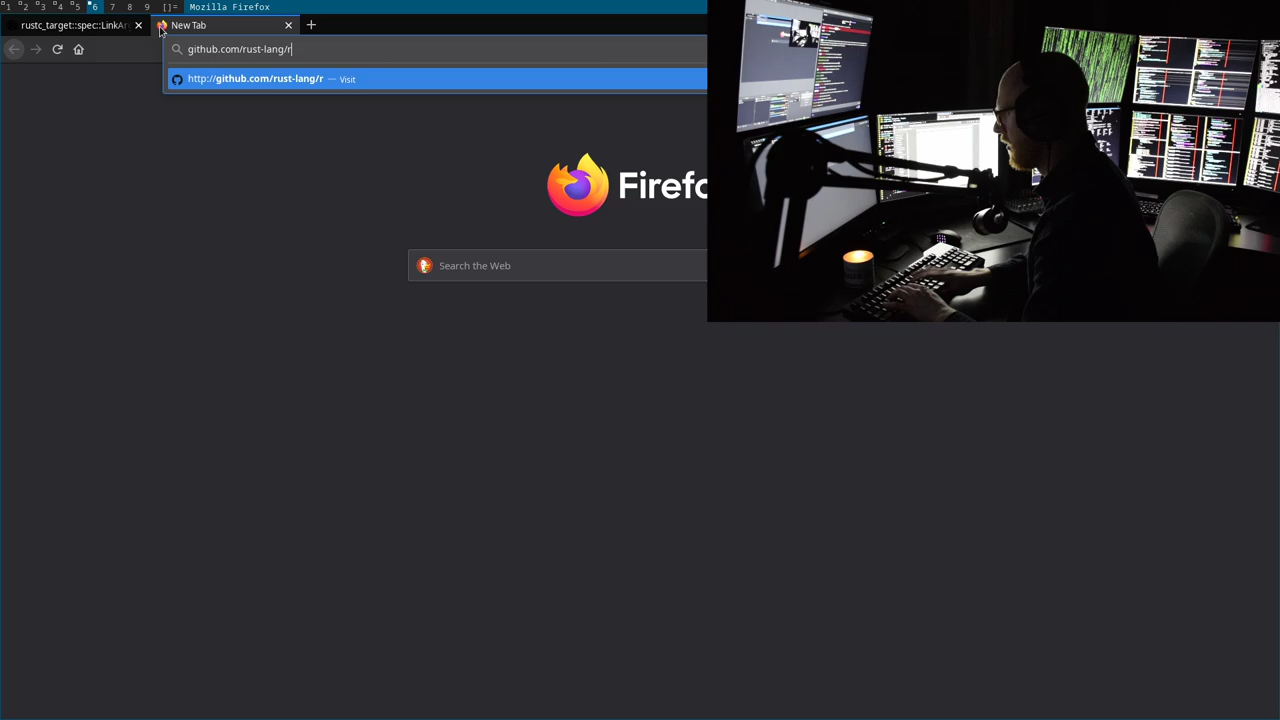 1 2 3 4 5 6 7 8 9 []= Mozilla Firefox
rustc_target::spec::LinkAr
New Tab
github.com/rust-lang/r
http://github.com/rust-lang/r — Visit
Firefo
Search the Web